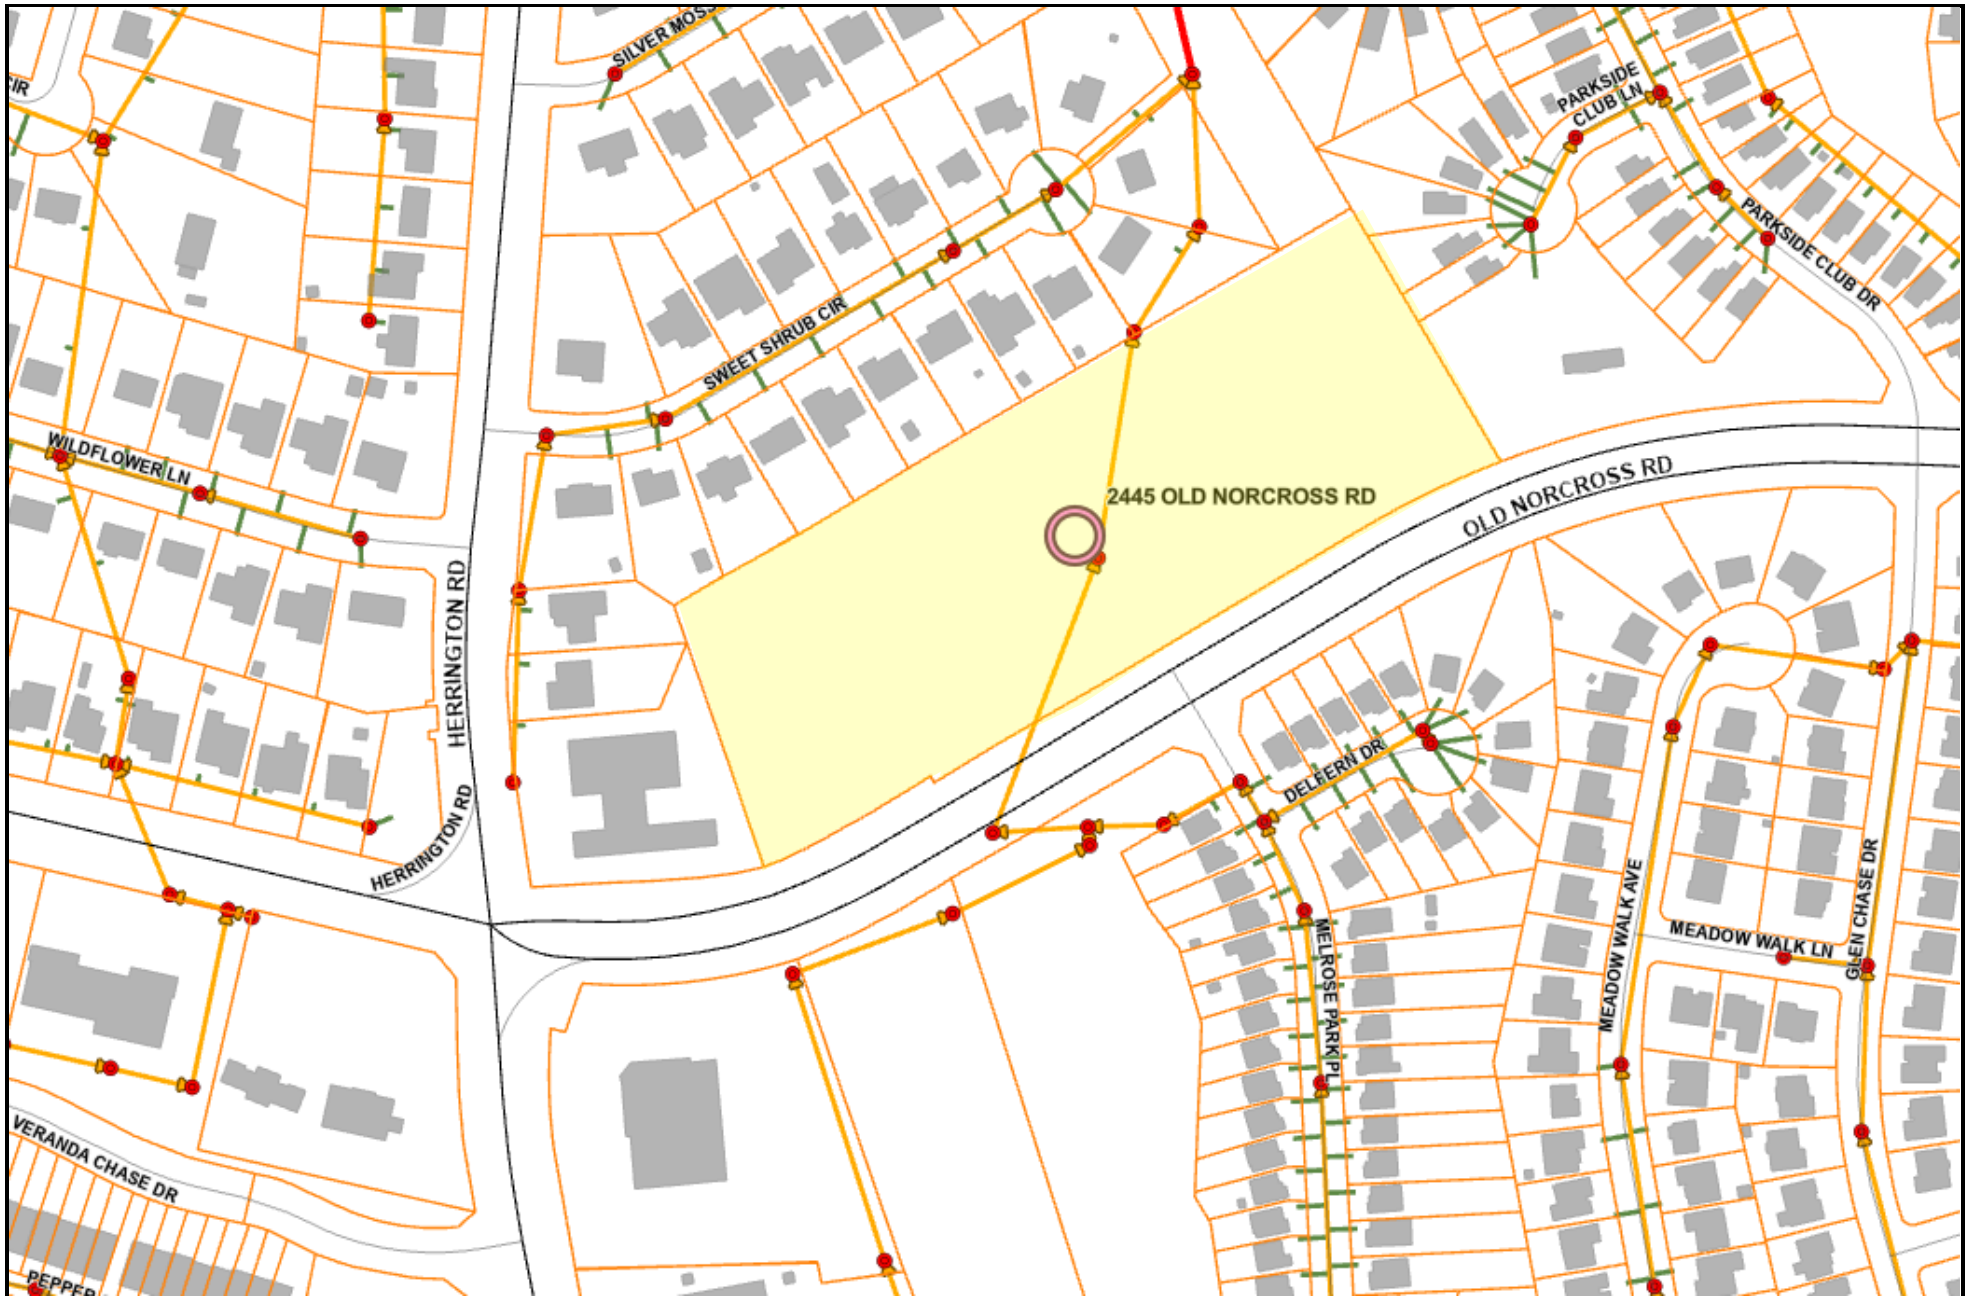 SILVER MOSS
CIR
PARKSIDE
CLUB LN
PARKSIDE CLUB DR
SWEET SHRUB CIR
WILDFLOWER LN
2445 OLD NORCROSS RD
OLD NORCROSS RD
HERRINGTON RD
HERRINGTON RD
DELFERN DR
MELROSE PARK PL
MEADOW WALK AVE
MEADOW WALK LN
GLEN CHASE DR
VERANDA CHASE DR
PEPPER